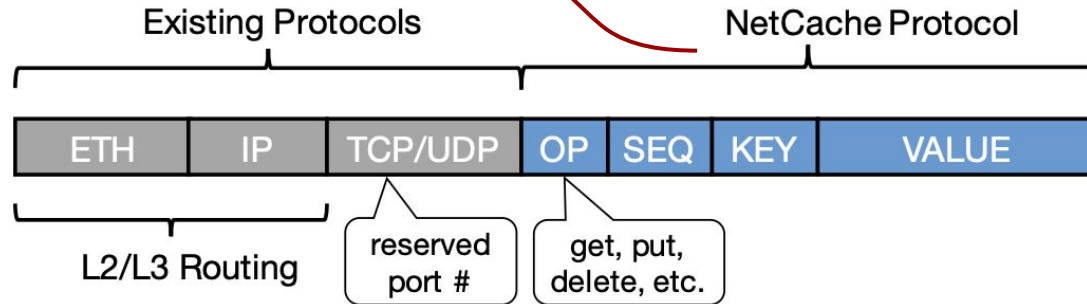 Existing Protocols NetCache Protocol
ETH IP TCP/UDP OP SEQ KEY VALUE
L2/L3 Routing
reserved
port #
get, put,
delete, etc.